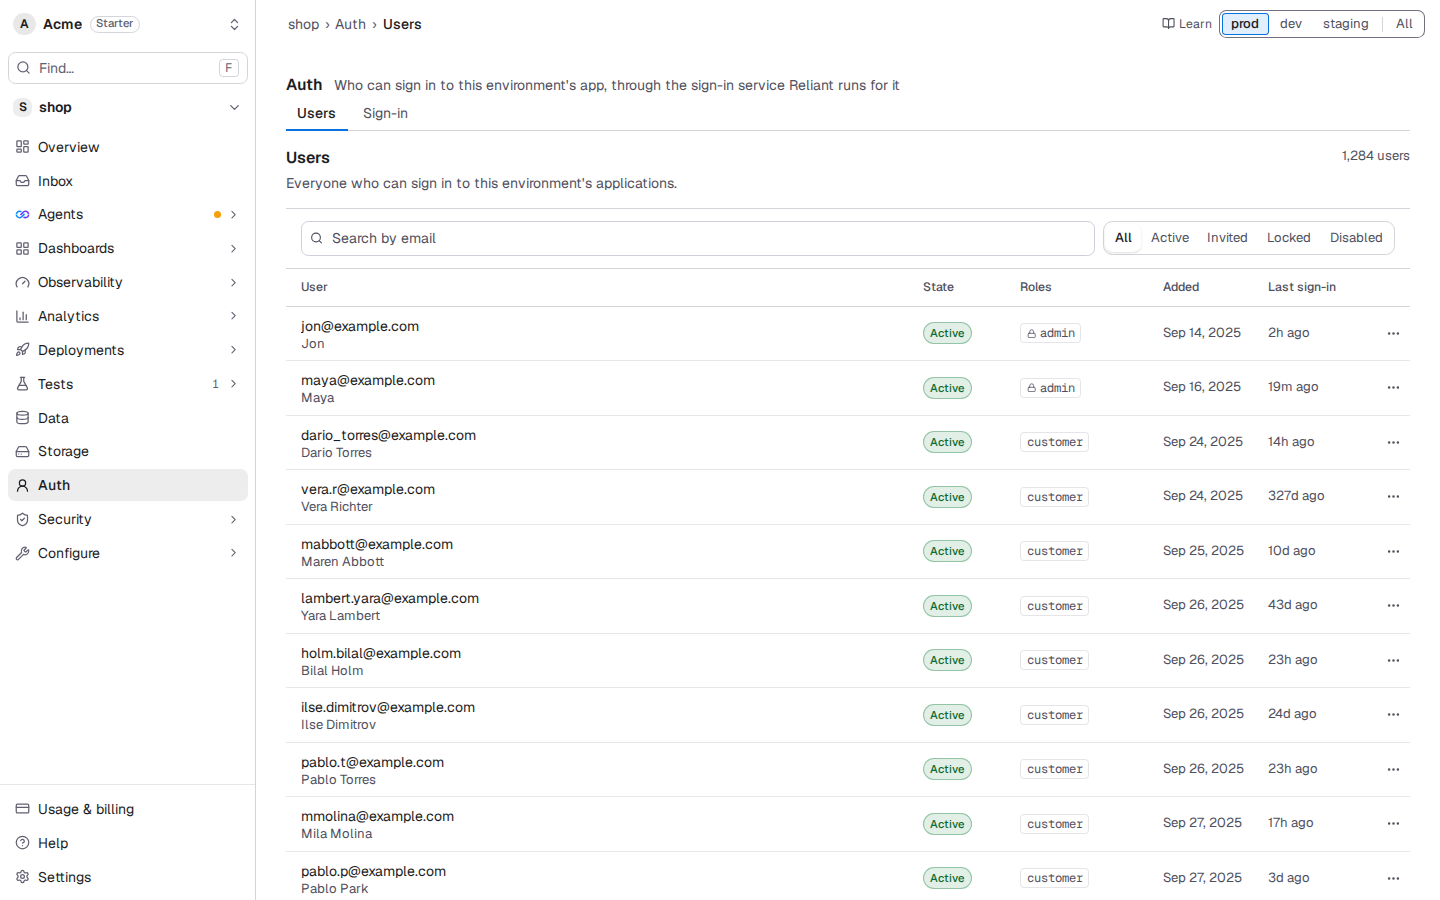 A Acme Starter
Find... F
S shop
Overview
Inbox
Agents
Dashboards
Observability
Analytics
Deployments
Tests 1
Data
Storage
Auth
Security
Configure
Usage & billing
Help
Settings
shop › Auth › Users
Learn prod dev staging All
Auth Who can sign in to this environment's app, through the sign-in service Reliant runs for it
Users Sign-in
Users 1,284 users
Everyone who can sign in to this environment's applications.
Search by email All Active Invited Locked Disabled
User State Roles Added Last sign-in
jon@example.com Active admin Sep 14, 2025 2h ago
Jon
maya@example.com Active admin Sep 16, 2025 19m ago
Maya
dario_torres@example.com Active customer Sep 24, 2025 14h ago
Dario Torres
vera.r@example.com Active customer Sep 24, 2025 327d ago
Vera Richter
mabbott@example.com Active customer Sep 25, 2025 10d ago
Maren Abbott
lambert.yara@example.com Active customer Sep 26, 2025 43d ago
Yara Lambert
holm.bilal@example.com Active customer Sep 26, 2025 23h ago
Bilal Holm
ilse.dimitrov@example.com Active customer Sep 26, 2025 24d ago
Ilse Dimitrov
pablo.t@example.com Active customer Sep 26, 2025 23h ago
Pablo Torres
mmolina@example.com Active customer Sep 27, 2025 17h ago
Mila Molina
pablo.p@example.com Active customer Sep 27, 2025 3d ago
Pablo Park